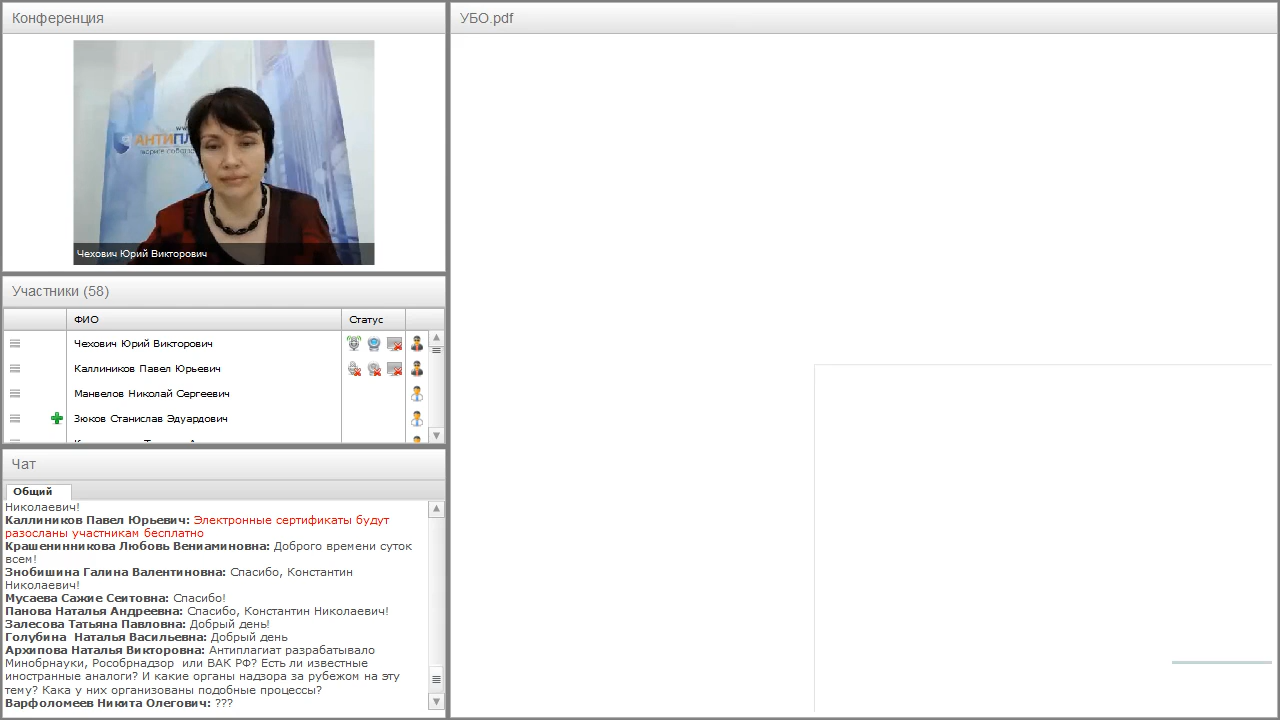 Конференция
УБО.pdf
www
АНТИПЛ
Чехович Юрий Викторович
Участники (58)
ФИО
Статус
Чехович Юрий Викторович
Каллиников Павел Юрьевич
Манвелов Николай Сергеевич
Зюков Станислав Эдуардович
Чат
Общий
Николаевич!
Каллиников Павел Юрьевич: Электронные сертификаты будут
разосланы участникам бесплатно
Крашенинникова Любовь Вениаминовна: Доброго времени суток
всем!
Знобишина Галина Валентиновна: Спасибо, Константин
Николаевич!
Мусаева Сажие Сеитовна: Спасибо!
Панова Наталья Андреевна: Спасибо, Константин Николаевич!
Залесова Татьяна Павловна: Добрый день!
Голубина Наталья Васильевна: Добрый день
Архипова Наталья Викторовна: Антиплагиат разрабатывало
Минобрнауки, Рособрнадзор или ВАК РФ? Есть ли известные
иностранные аналоги? И какие органы надзора за рубежом на эту
тему? Кака у них организованы подобные процессы?
Варфоломеев Никита Олегович: ???